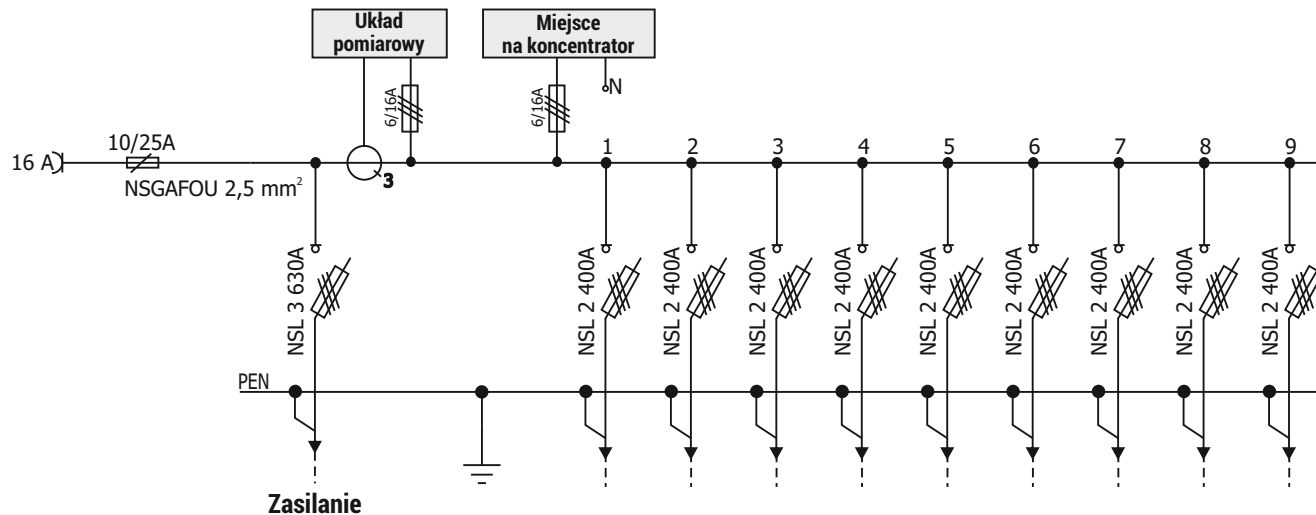 Układ
pomiarowy
Miejsce
na koncentrator
6/16A
6/16A
N
10/25A
16 A
NSGAFOU 2,5 mm²
3
1 2 3 4 5 6 7 8 9
NSL 3 630A
NSL 2 400A
NSL 2 400A
NSL 2 400A
NSL 2 400A
NSL 2 400A
NSL 2 400A
NSL 2 400A
NSL 2 400A
NSL 2 400A
PEN
Zasilanie